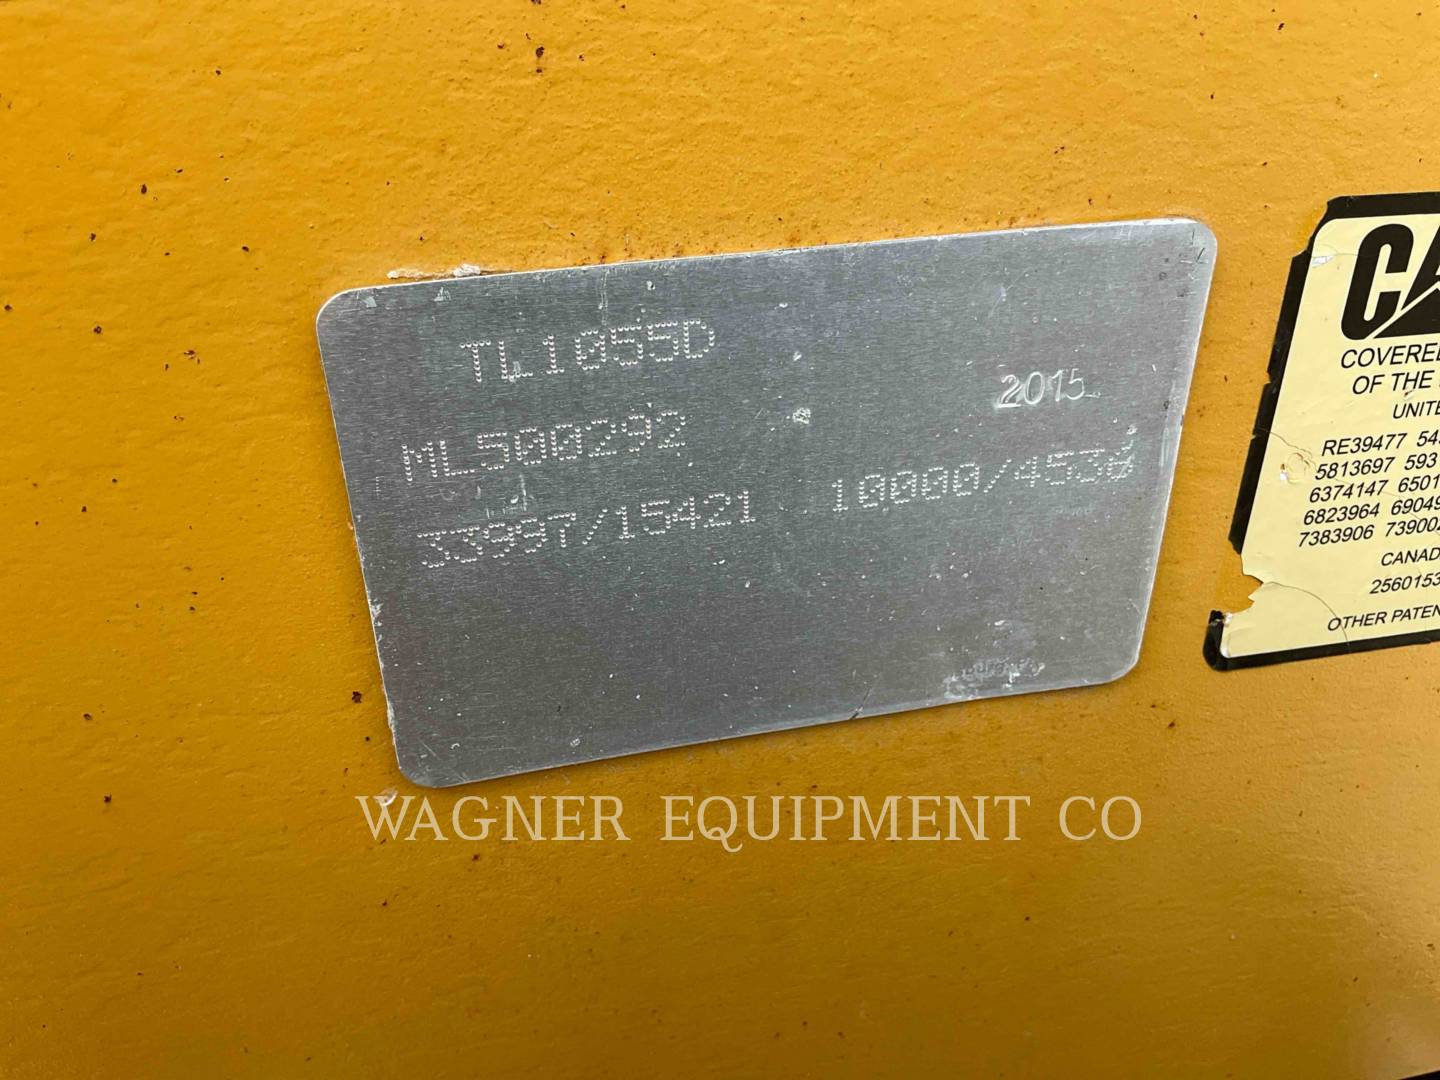 TL1055D
2015
ML500292
33997/15421 10000/4536
CA
COVERE
OF THE
UNITE
RE39477 54
5813697 593
6374147 6501
6823964 6904
7383906 73900
CANAD
2560153
OTHER PATEN
WAGNER EQUIPMENT CO